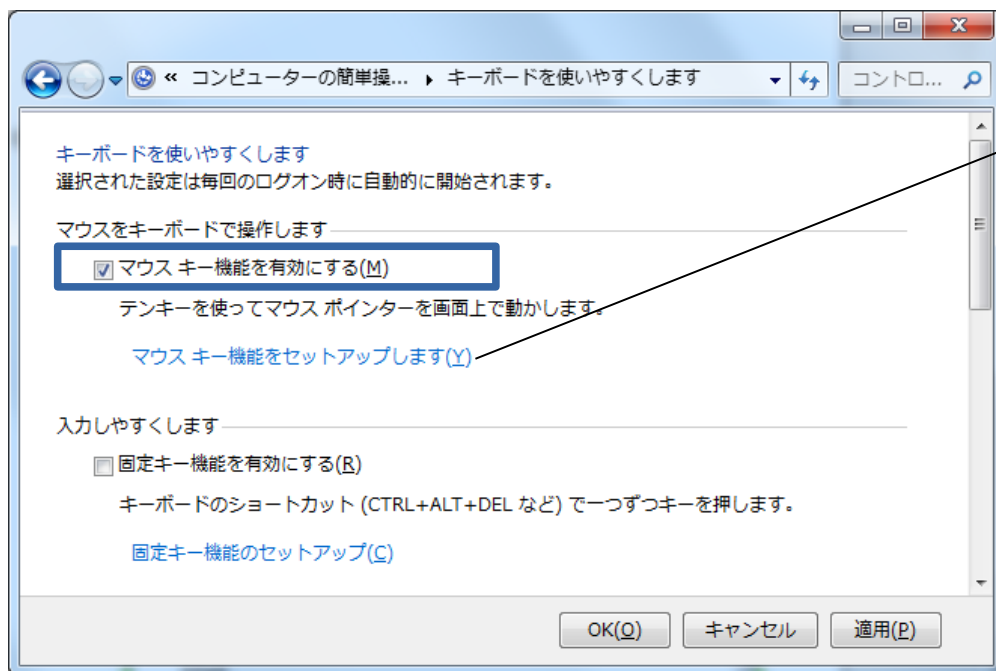 « コンピューターの簡単操... ▸ キーボードを使いやすくします
コントロ...
キーボードを使いやすくします
選択された設定は毎回のログオン時に自動的に開始されます。
マウスをキーボードで操作します
マウス キー機能を有効にする(M)
テンキーを使ってマウス ポインターを画面上で動かします。
マウス キー機能をセットアップします(Y)
入力しやすくします
固定キー機能を有効にする(R)
キーボードのショートカット (CTRL+ALT+DEL など) で一つずつキーを押します。
固定キー機能のセットアップ(C)
OK(O) キャンセル 適用(P)